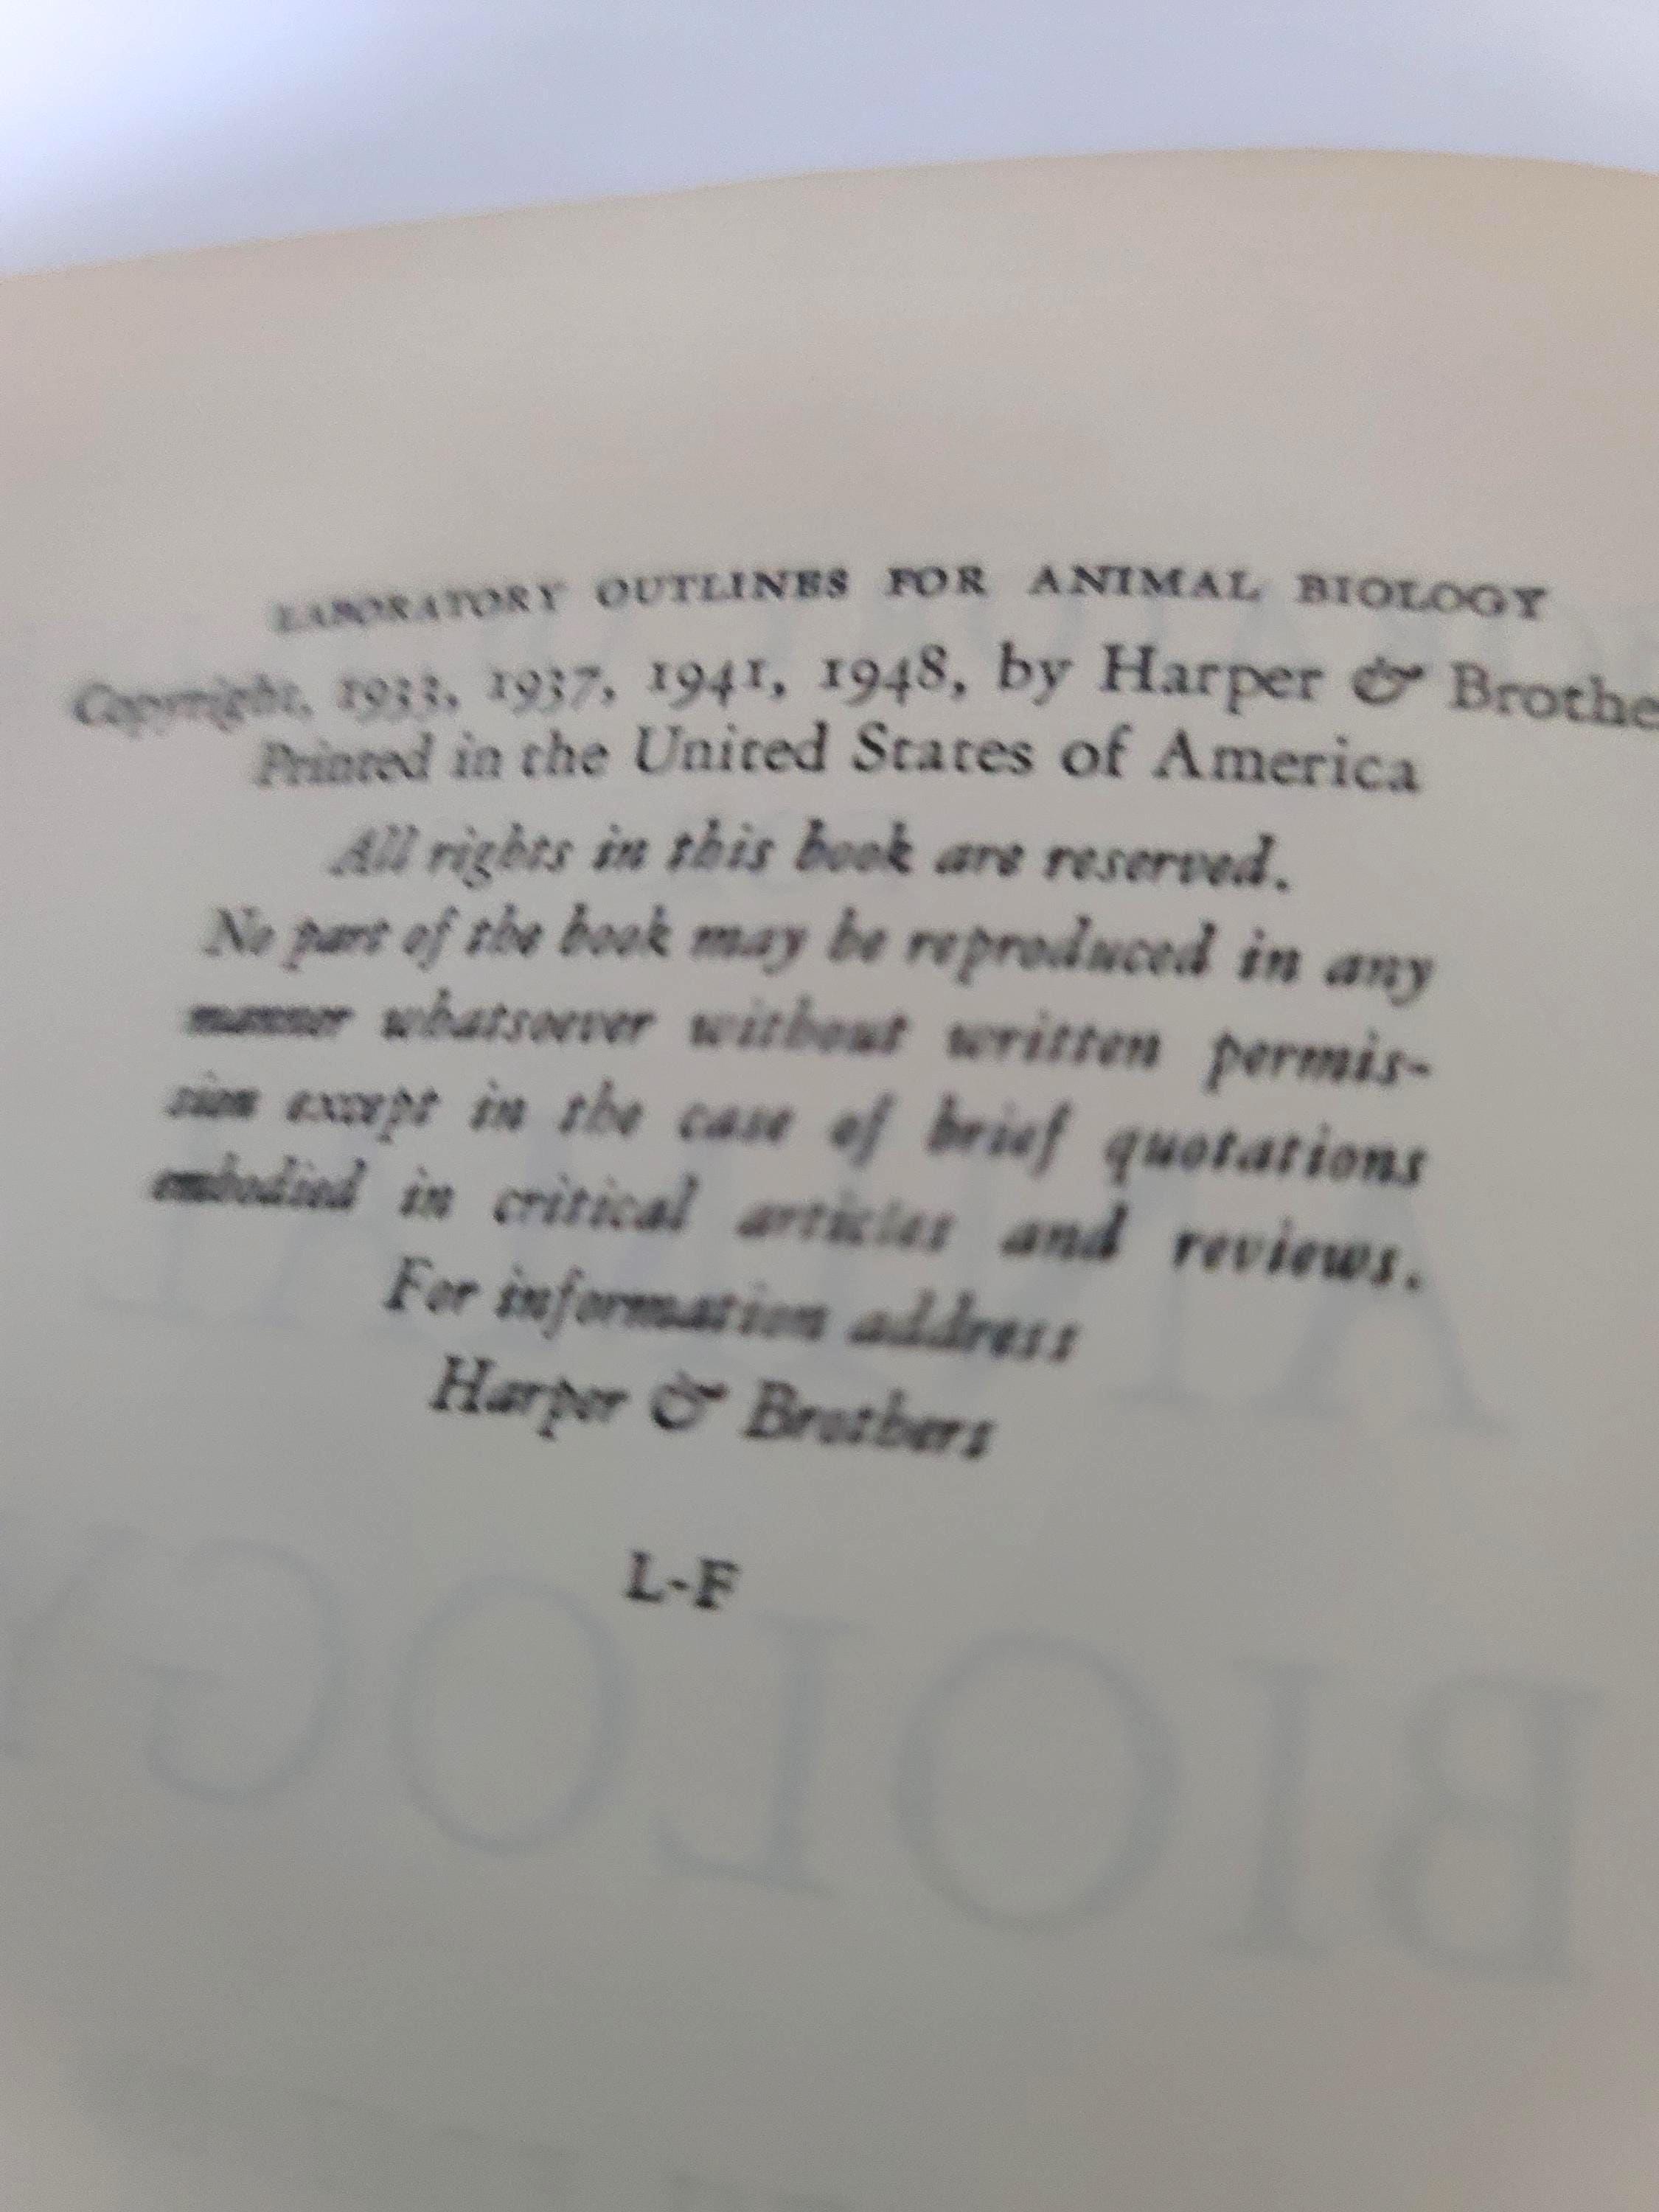 LABORATORY OUTLINES FOR ANIMAL BIOLOGY
Copyright, 1933, 1937, 1941, 1948, by Harper & Brothe
Printed in the United States of America
All rights in this book are reserved.
No part of the book may be reproduced in any
manner whatsoever without written permis-
sion except in the case of brief quotations
embodied in critical articles and reviews.
For information address
Harper & Brothers
L-F
BIOLOGY